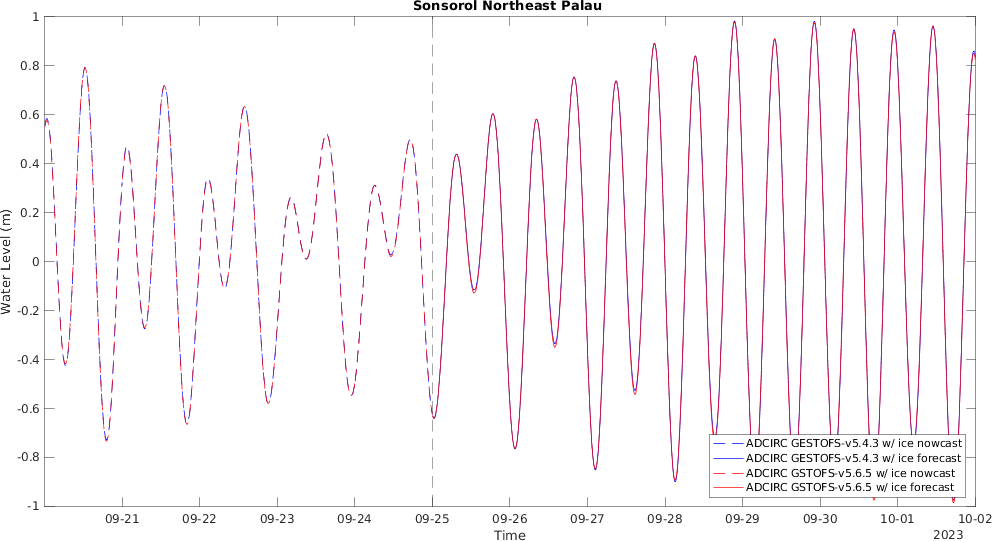 Sonsorol Northeast Palau
1
0.8
0.6
0.4
0.2
0
-0.2
-0.4
-0.6
-0.8
-1
Water Level (m)
ADCIRC GESTOFS-v5.4.3 w/ ice nowcast
ADCIRC GESTOFS-v5.4.3 w/ ice forecast
ADCIRC GSTOFS-v5.6.5 w/ ice nowcast
ADCIRC GSTOFS-v5.6.5 w/ ice forecast
09-21 09-22 09-23 09-24 09-25 09-26 09-27 09-28 09-29 09-30 10-01 10-02
Time
2023